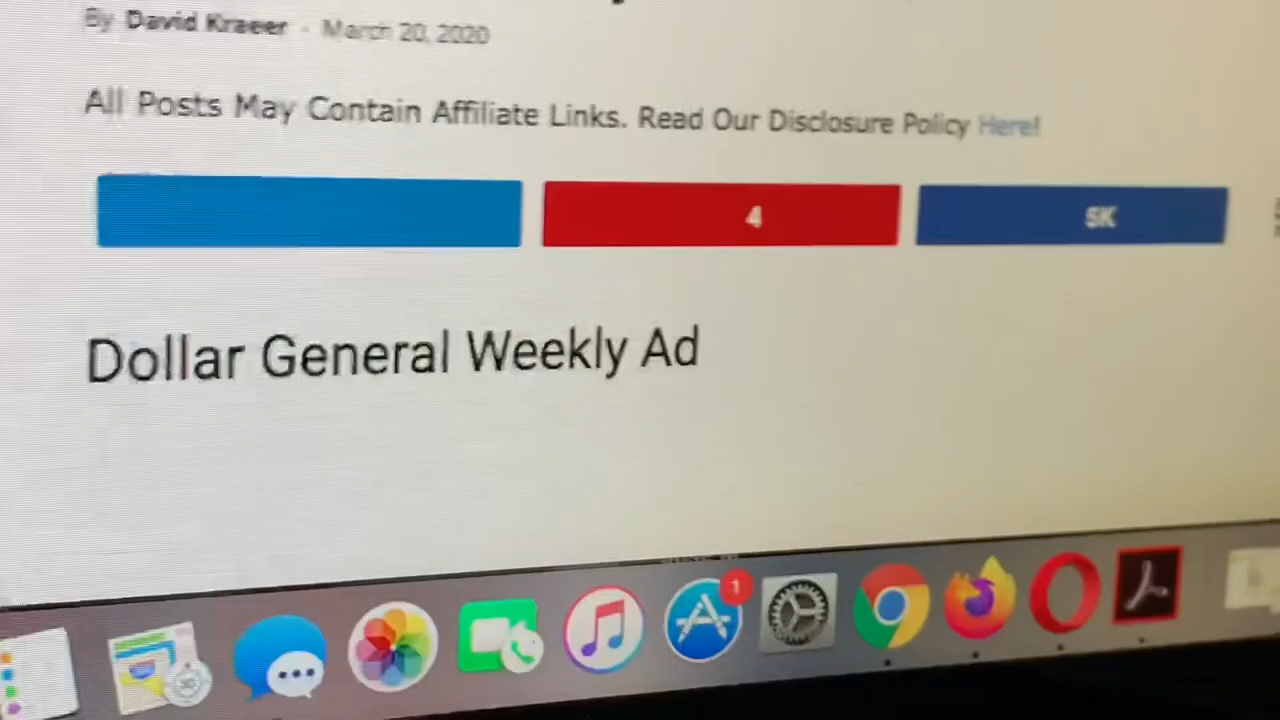 By David Kraeer - March 20, 2020
All Posts May Contain Affiliate Links. Read Our Disclosure Policy Here!
4
5K
Dollar General Weekly Ad
1